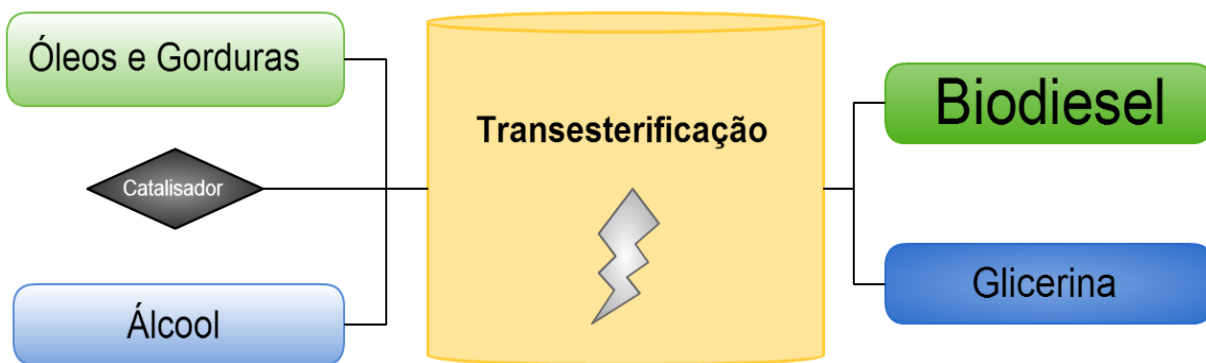 Óleos e Gorduras
Catalisador
Álcool
Transesterificação
Biodiesel
Glicerina